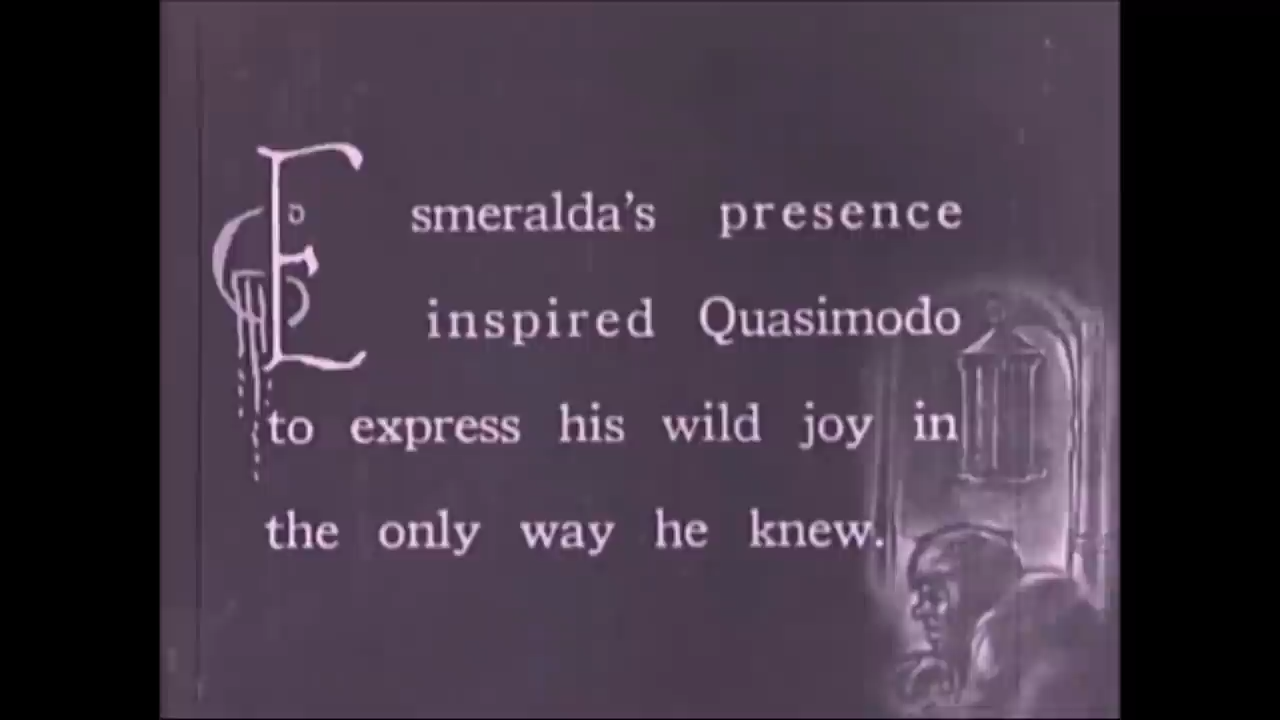 Esmeralda's presence
inspired Quasimodo
to express his wild joy in
the only way he knew.